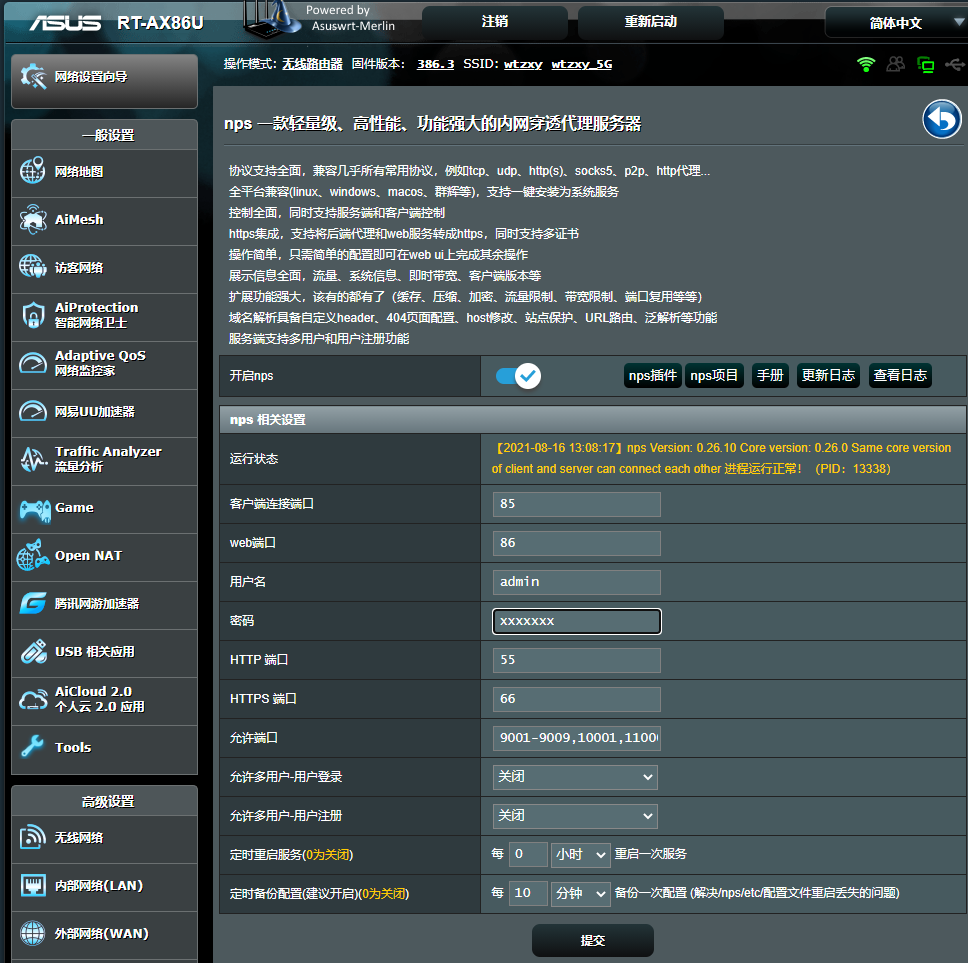 ASUS RT-AX86U
Powered by
Asuswrt-Merlin
注销
重新启动
简体中文
操作模式: 无线路由器 固件版本: 386.3 SSID: wtzxy wtzxy_5G
网络设置向导
一般设置
网络地图
AiMesh
访客网络
AiProtection
智能网络卫士
Adaptive QoS
网络监控家
网易UU加速器
Traffic Analyzer
流量分析
Game
Open NAT
腾讯网游加速器
USB 相关应用
AiCloud 2.0
个人云 2.0 应用
Tools
高级设置
无线网络
内部网络(LAN)
外部网络(WAN)
nps 一款轻量级、高性能、功能强大的内网穿透代理服务器
协议支持全面，兼容几乎所有常用协议，例如tcp、udp、http(s)、socks5、p2p、http代理...
全平台兼容(linux、windows、macos、群辉等)，支持一键安装为系统服务
控制全面，同时支持服务端和客户端控制
https集成，支持将后端代理和web服务转成https，同时支持多证书
操作简单，只需简单的配置即可在web ui上完成其余操作
展示信息全面，流量、系统信息、即时带宽、客户端版本等
扩展功能强大，该有的都有了（缓存、压缩、加密、流量限制、带宽限制、端口复用等等）
域名解析具备自定义header、404页面配置、host修改、站点保护、URL路由、泛解析等功能
服务端支持多用户和用户注册功能
开启nps
nps插件 nps项目 手册 更新日志 查看日志
nps 相关设置
运行状态
【2021-08-16 13:08:17】nps Version: 0.26.10 Core version: 0.26.0 Same core version
of client and server can connect each other 进程运行正常！（PID：13338）
客户端连接端口 85
web端口 86
用户名 admin
密码 xxxxxxx
HTTP 端口 55
HTTPS 端口 66
允许端口 9001-9009,10001,1100
允许多用户-用户登录 关闭
允许多用户-用户注册 关闭
定时重启服务(0为关闭) 每 0 小时 重启一次服务
定时备份配置(建议开启)(0为关闭) 每 10 分钟 备份一次配置 (解决/nps/etc/配置文件重启丢失的问题)
提交